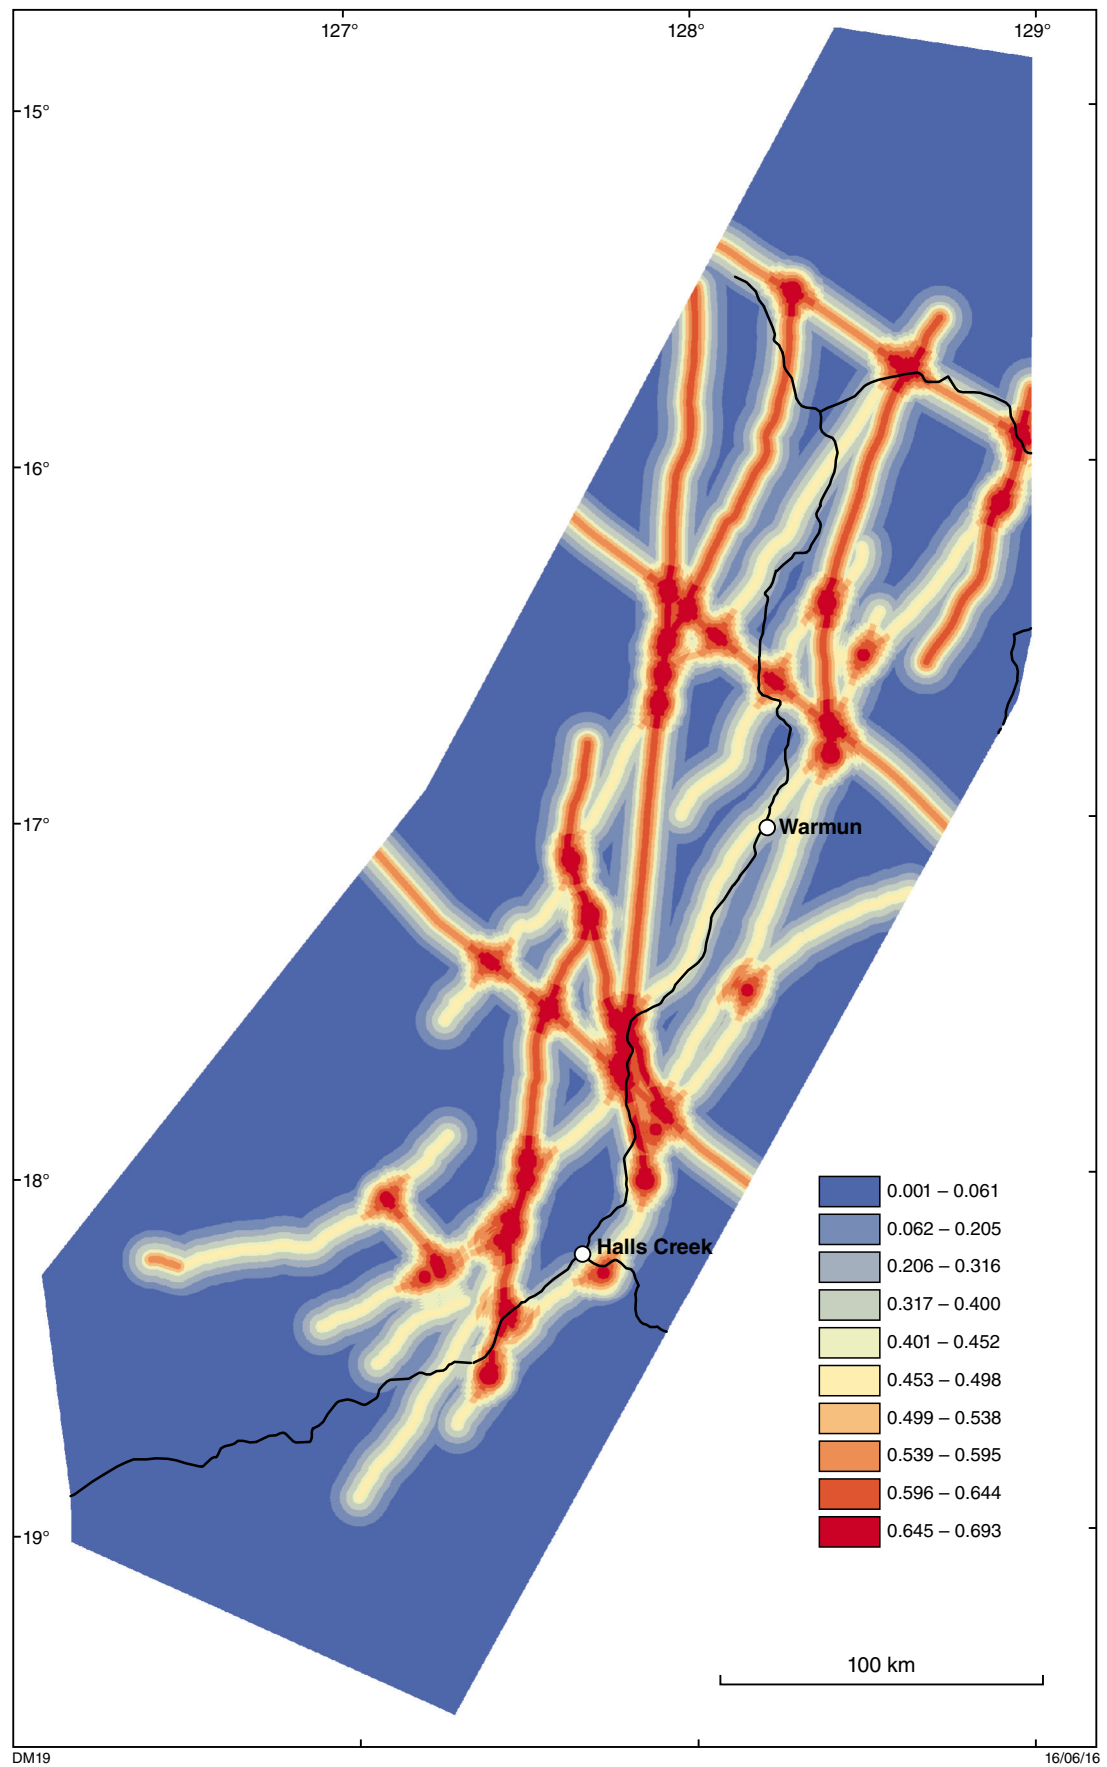 127° 128° 129°
15°
16°
17°
Warmun
18°
Halls Creek
0.001 – 0.061
0.062 – 0.205
0.206 – 0.316
0.317 – 0.400
0.401 – 0.452
0.453 – 0.498
0.499 – 0.538
0.539 – 0.595
0.596 – 0.644
0.645 – 0.693
19°
100 km
DM19 16/06/16